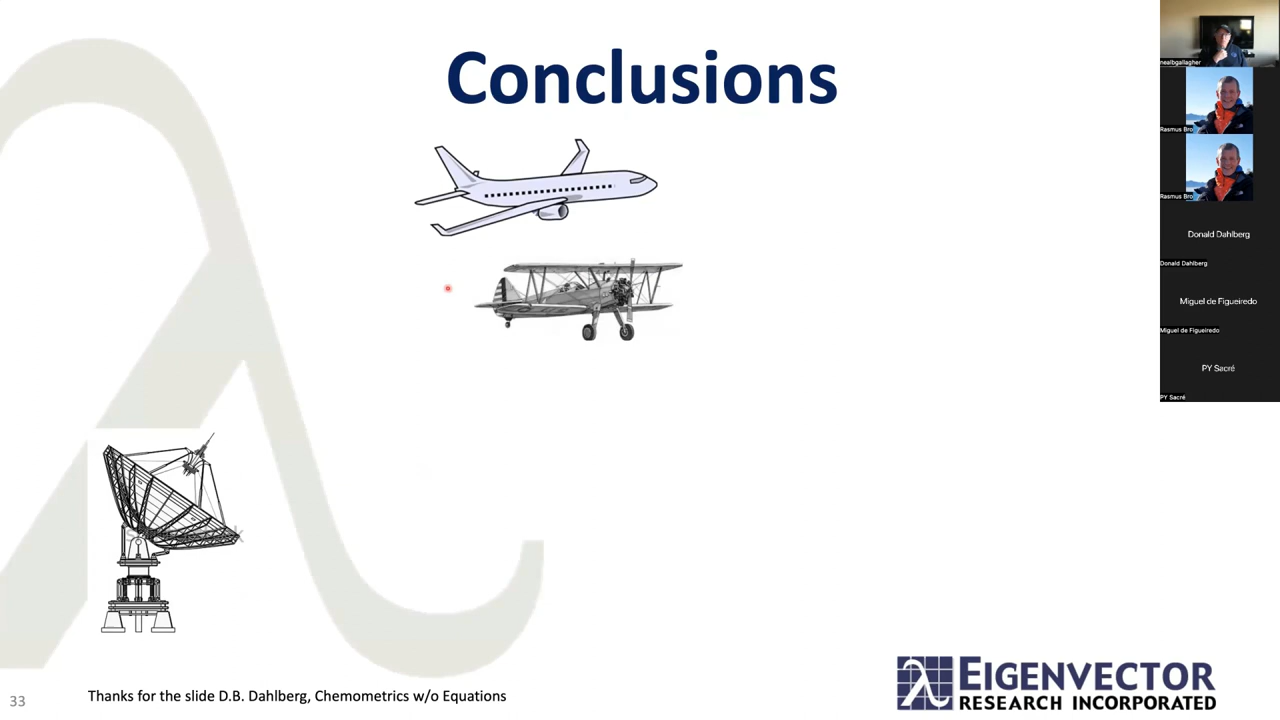 Conclusions
33
Thanks for the slide D.B. Dahlberg, Chemometrics w/o Equations
EIGENVECTOR
RESEARCH INCORPORATED
nealbgallagher
Rasmus Bro
Rasmus Bro
Donald Dahlberg
Donald Dahlberg
Miguel de Figueiredo
Miguel de Figueiredo
PY Sacré
PY Sacré